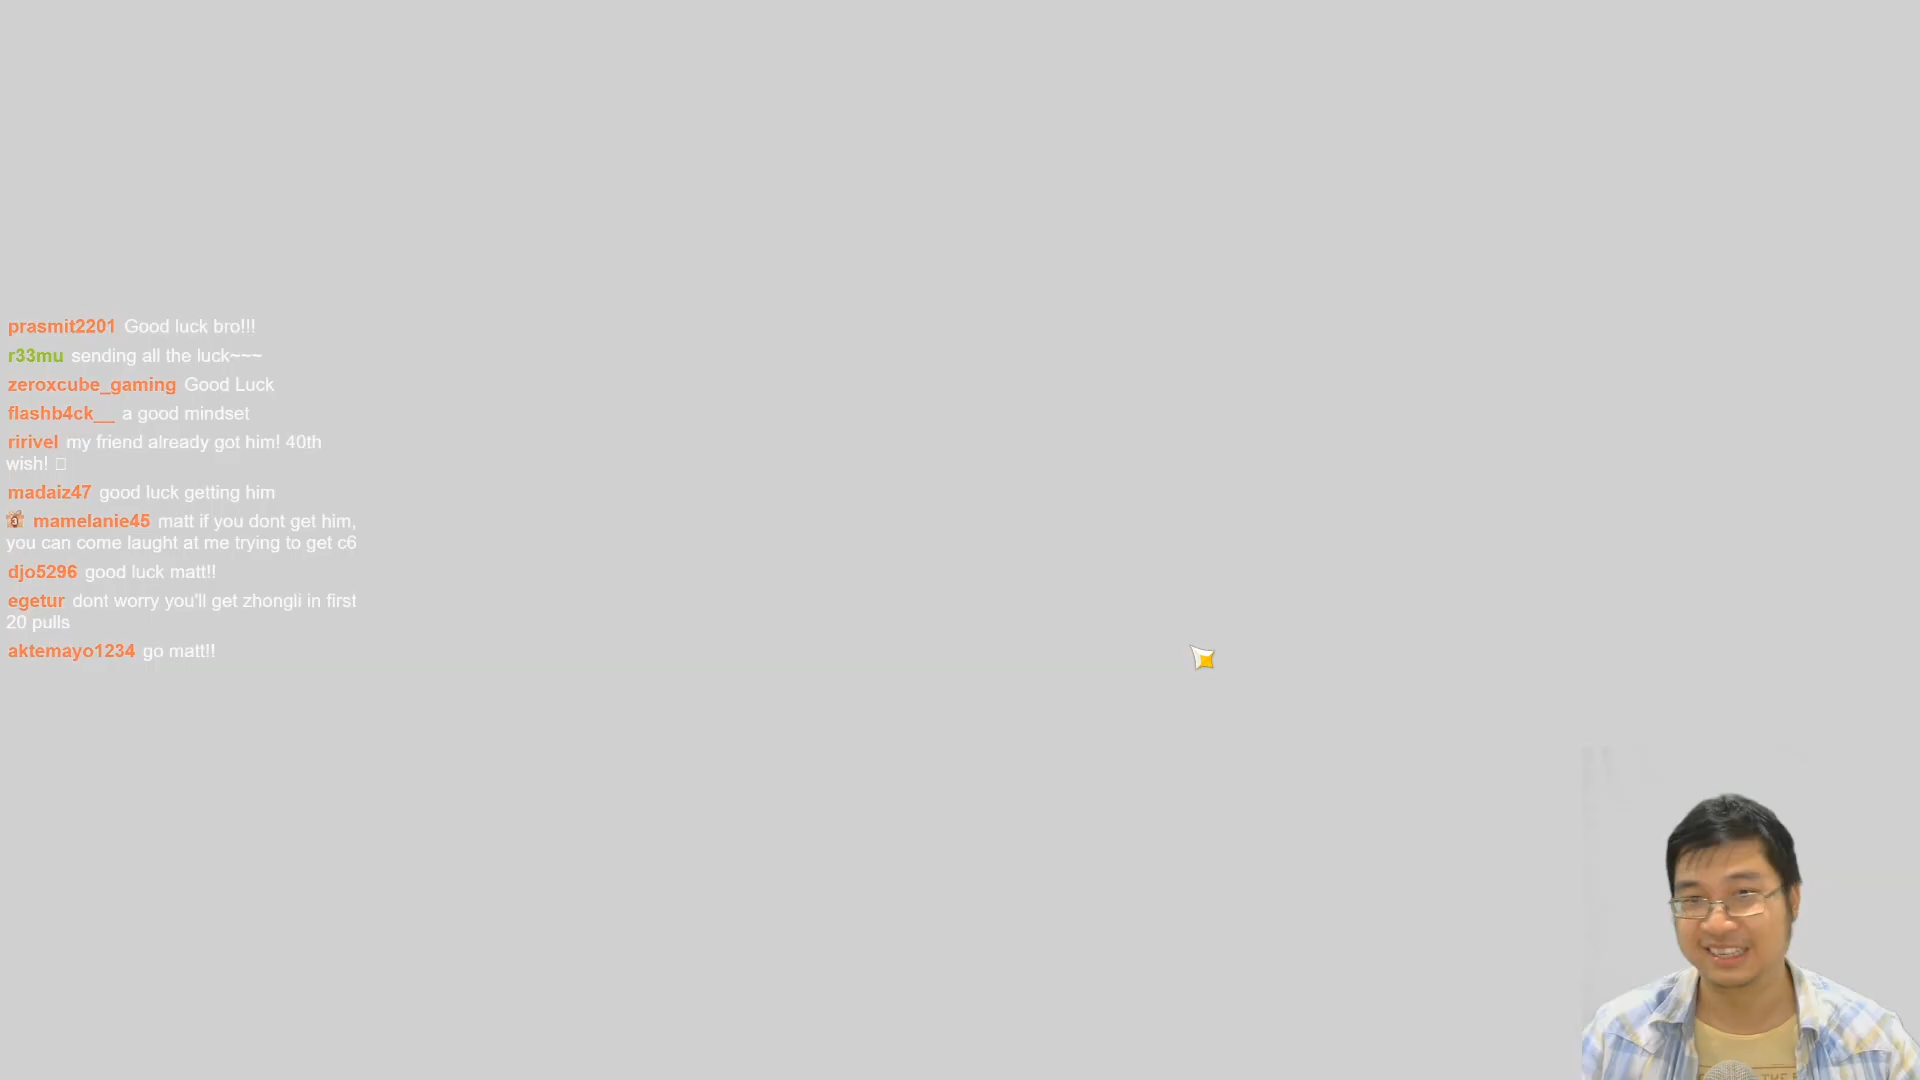 prasmit2201 Good luck bro!!!
r33mu sending all the luck~~~
zeroxcube_gaming Good Luck
flashb4ck__ a good mindset
ririvel my friend already got him! 40th
wish!
madaiz47 good luck getting him
mamelanie45 matt if you dont get him,
you can come laught at me trying to get c6
djo5296 good luck matt!!
egetur dont worry you'll get zhongli in first
20 pulls
aktemayo1234 go matt!!
THE